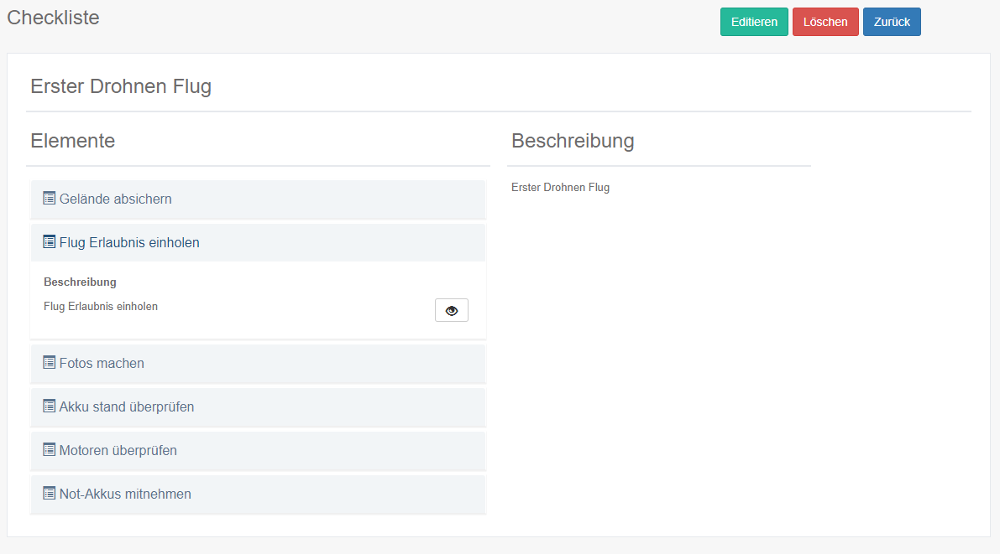 Checkliste
Editieren
Löschen
Zurück
Erster Drohnen Flug
Elemente
Beschreibung
Gelände absichern
Erster Drohnen Flug
Flug Erlaubnis einholen
Beschreibung
Flug Erlaubnis einholen
Fotos machen
Akku stand überprüfen
Motoren überprüfen
Not-Akkus mitnehmen